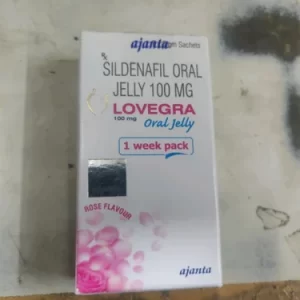 ajanta
Sachets
SILDENAFIL ORAL
JELLY 100 MG
LOVEGRA
100 mg Oral Jelly
1 week pack
ROSE FLAVOUR
ajanta